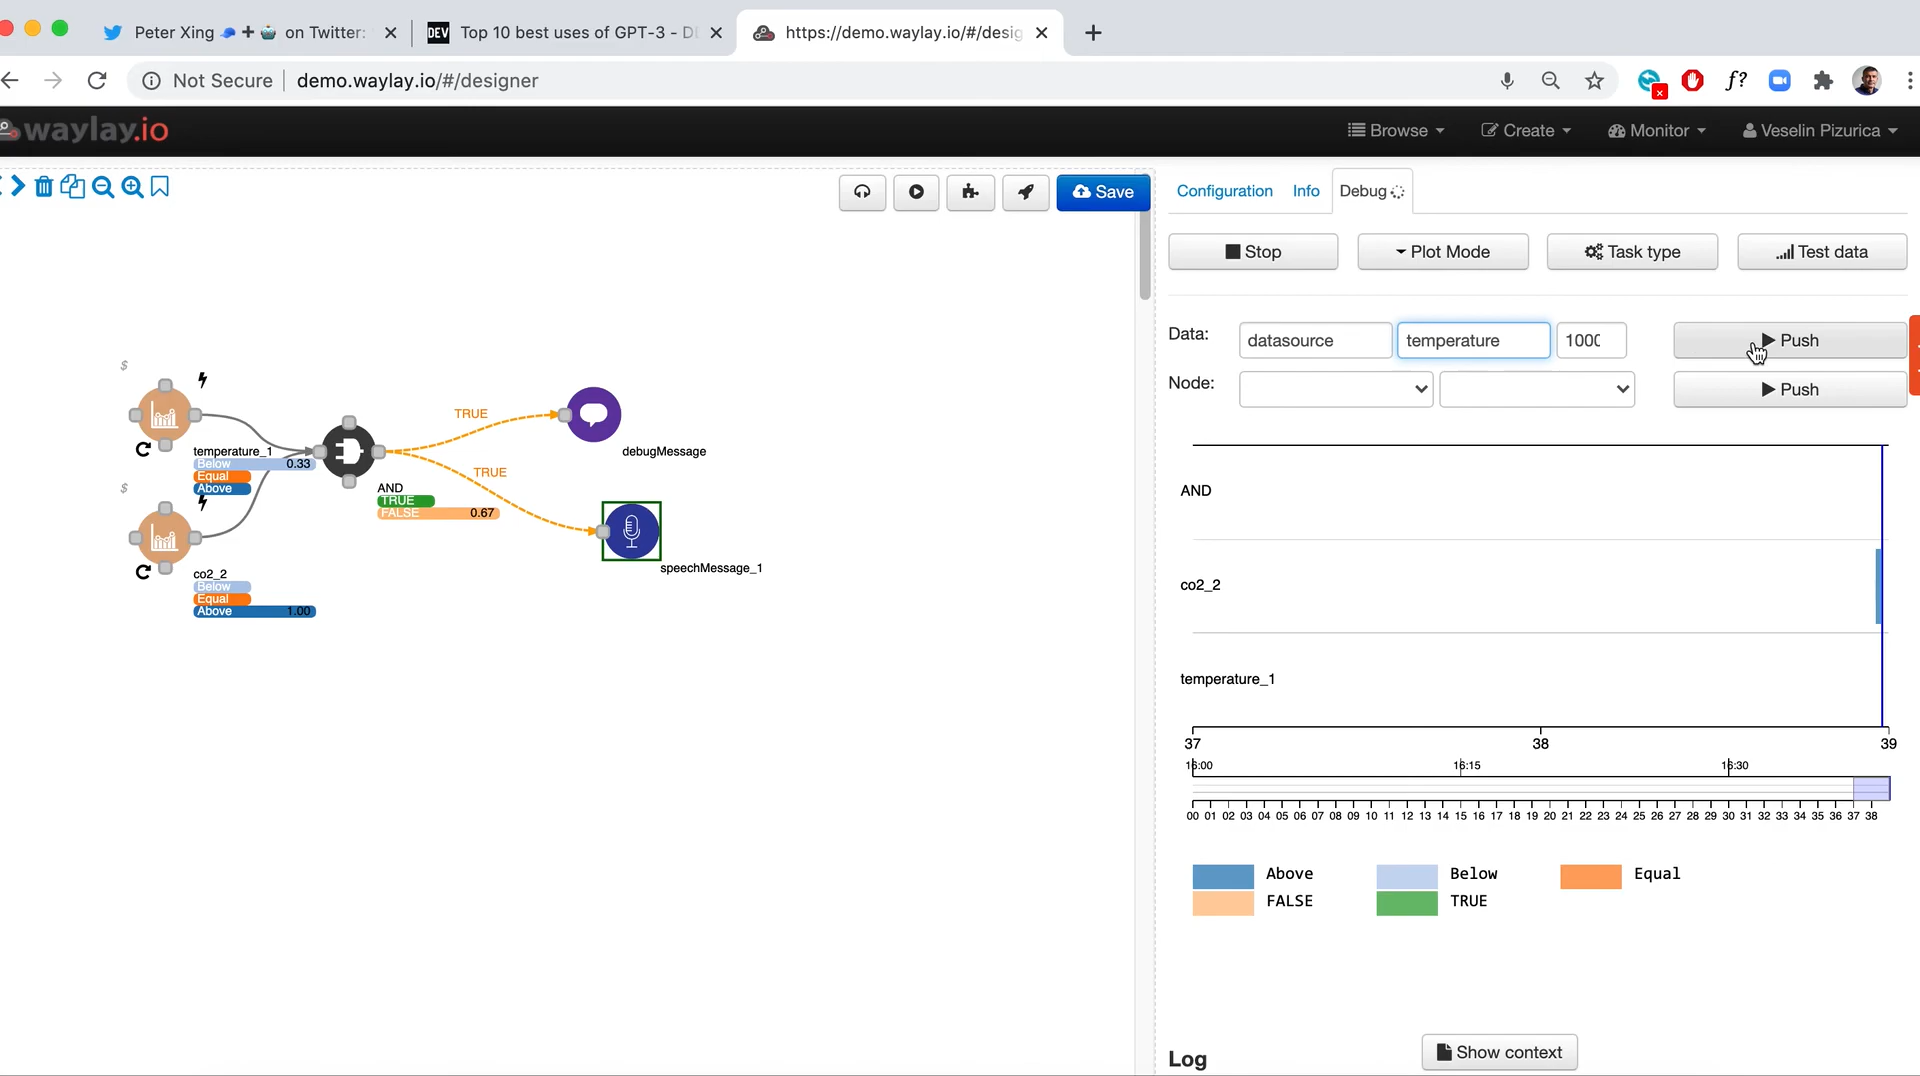 Peter Xing 🧢 + 🤖 on Twitter:
DEV Top 10 best uses of GPT-3 - D
https://demo.waylay.io/#/desig
Not Secure
demo.waylay.io/#/designer
f?
waylay.io
Browse
Create
Monitor
Veselin Pizurica
Save
Configuration
Info
Debug
Stop
Plot Mode
Task type
Test data
Data:
datasource
temperature
1000
Push
Node:
Push
$
temperature_1
Below 0.33
Equal
Above
$
co2_2
Below
Equal
Above 1.00
AND
TRUE
FALSE 0.67
TRUE
TRUE
debugMessage
speechMessage_1
AND
co2_2
temperature_1
37 38 39
16:00 16:15 16:30
00 01 02 03 04 05 06 07 08 09 10 11 12 13 14 15 16 17 18 19 20 21 22 23 24 25 26 27 28 29 30 31 32 33 34 35 36 37 38
Above Below Equal
FALSE TRUE
Log
Show context